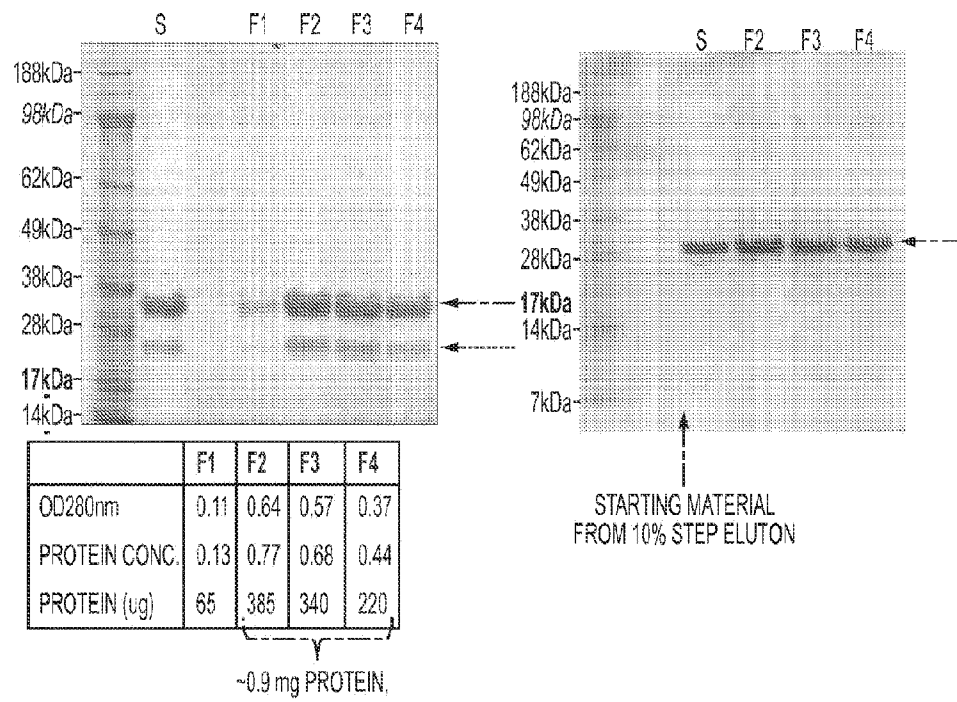 S F1 F2 F3 F4
188kDa
98kDa
62kDa
49kDa
38kDa
28kDa
17kDa
14kDa
S F2 F3 F4
188kDa
98kDa
62kDa
49kDa
38kDa
28kDa
17kDa
14kDa
7kDa
F1 F2 F3 F4
OD280nm 0.11 0.64 0.57 0.37
PROTEIN CONC. 0.13 0.77 0.68 0.44
PROTEIN (ug) 65 385 340 220
~0.9 mg PROTEIN,
STARTING MATERIAL
FROM 10% STEP ELUTON